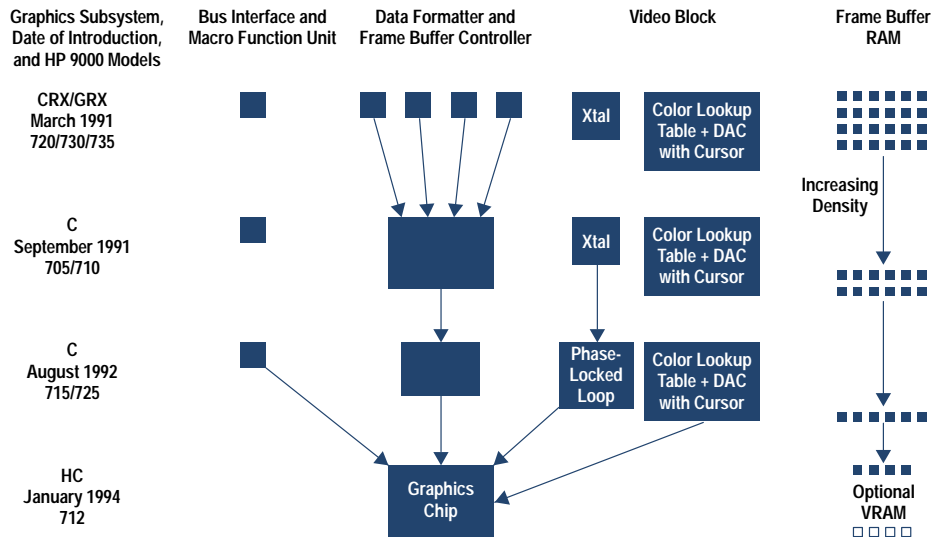 Graphics Subsystem,
Date of Introduction,
and HP 9000 Models
Bus Interface and
Macro Function Unit
Data Formatter and
Frame Buffer Controller
Video Block
Frame Buffer
RAM
CRX/GRX
March 1991
720/730/735
Xtal
Color Lookup
Table + DAC
with Cursor
Increasing
Density
C
September 1991
705/710
Xtal
Color Lookup
Table + DAC
with Cursor
C
August 1992
715/725
Phase-
Locked
Loop
Color Lookup
Table + DAC
with Cursor
HC
January 1994
712
Graphics
Chip
Optional
VRAM